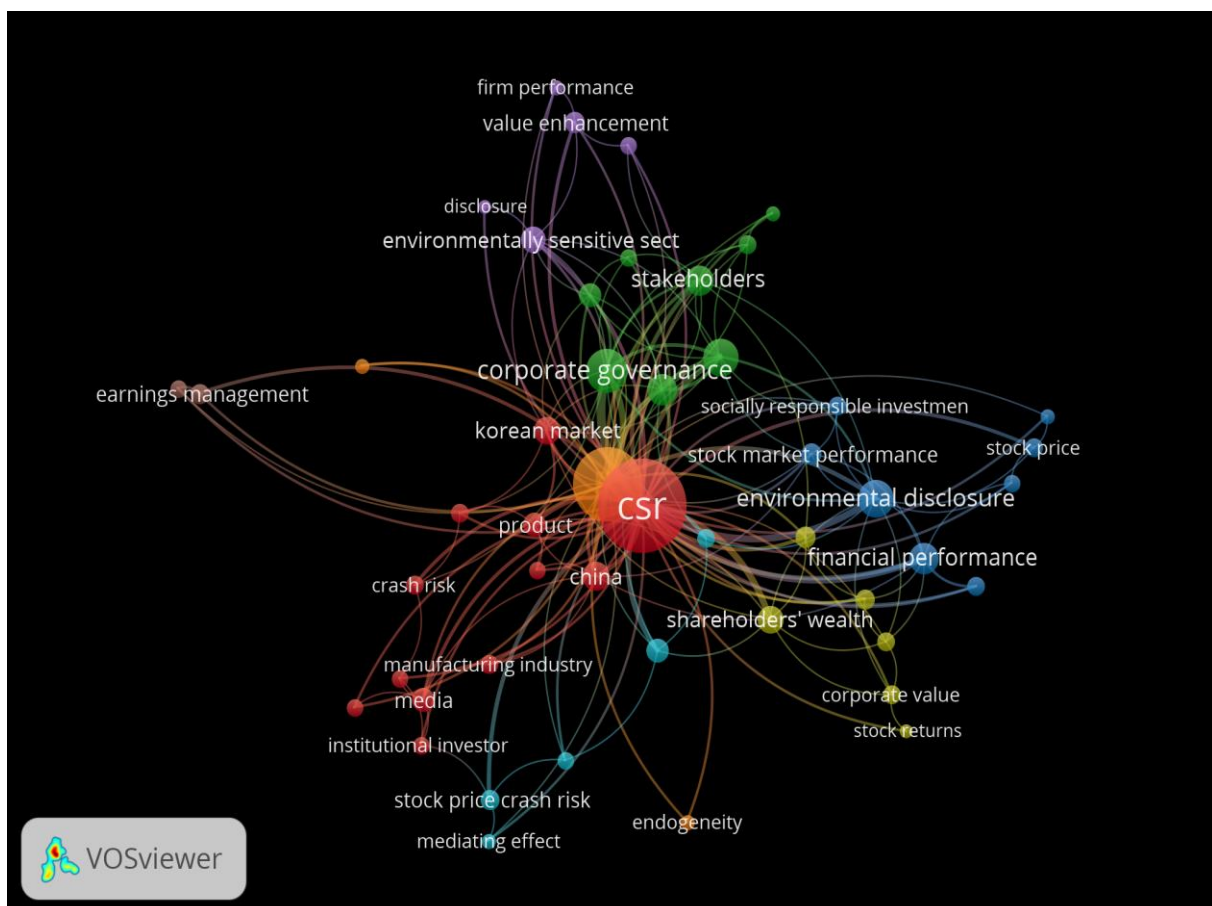 firm performance
value enhancement
disclosure
environmentally sensitive sect
stakeholders
corporate governance
earnings management
socially responsible investmen
korean market
stock price
stock market performance
environmental disclosure
csr
product
financial performance
china
crash risk
shareholders' wealth
manufacturing industry
corporate value
media
stock returns
institutional investor
stock price crash risk
endogeneity
mediating effect
VOSviewer